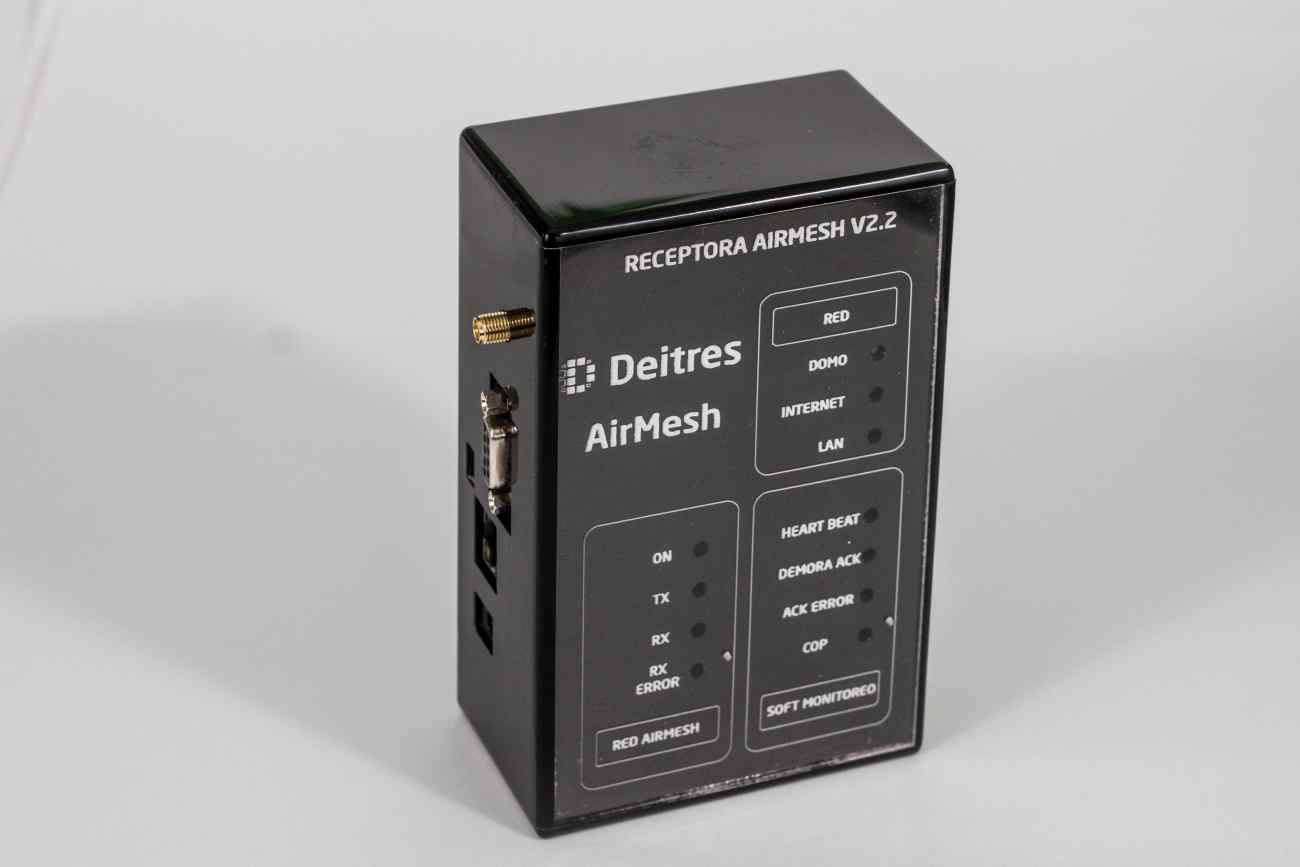 RECEPTORA AIRMESH V2.2
Deitres
AirMesh
RED
DOMO
INTERNET
LAN
ON
TX
RX
RX
ERROR
RED AIRMESH
HEART BEAT
DEMORA ACK
ACK ERROR
COP
SOFT MONITOREO